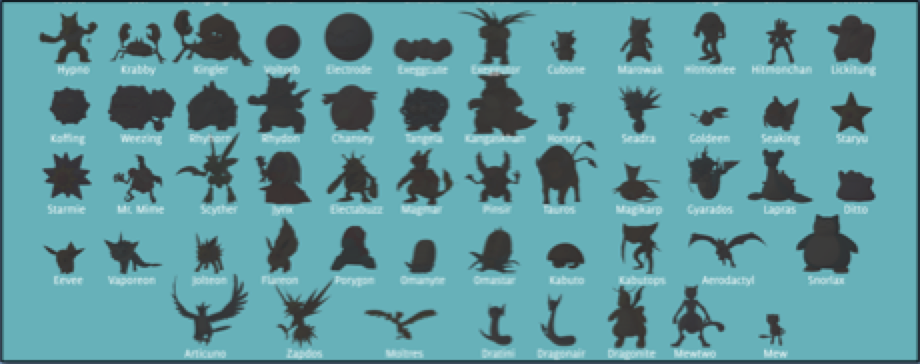 Hypno Krabby Kingler Voltorb Electrode Exeggcute Exeggutor Cubone Marowak Hitmonlee Hitmonchan Lickitung
Koffing Weezing Rhyhorn Rhydon Chansey Tangela Kangaskhan Horsea Seadra Goldeen Seaking Staryu
Starmie Mr. Mime Scyther Jynx Electabuzz Magmar Pinsir Tauros Magikarp Gyarados Lapras Ditto
Eevee Vaporeon Jolteon Flareon Porygon Omanyte Omastar Kabuto Kabutops Aerodactyl Snorlax
Articuno Zapdos Moltres Dratini Dragonair Dragonite Mewtwo Mew